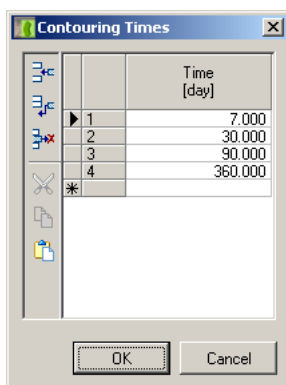 Contouring Times
Time
[day]
1 7.000
2 30.000
3 90.000
4 360.000
OK Cancel